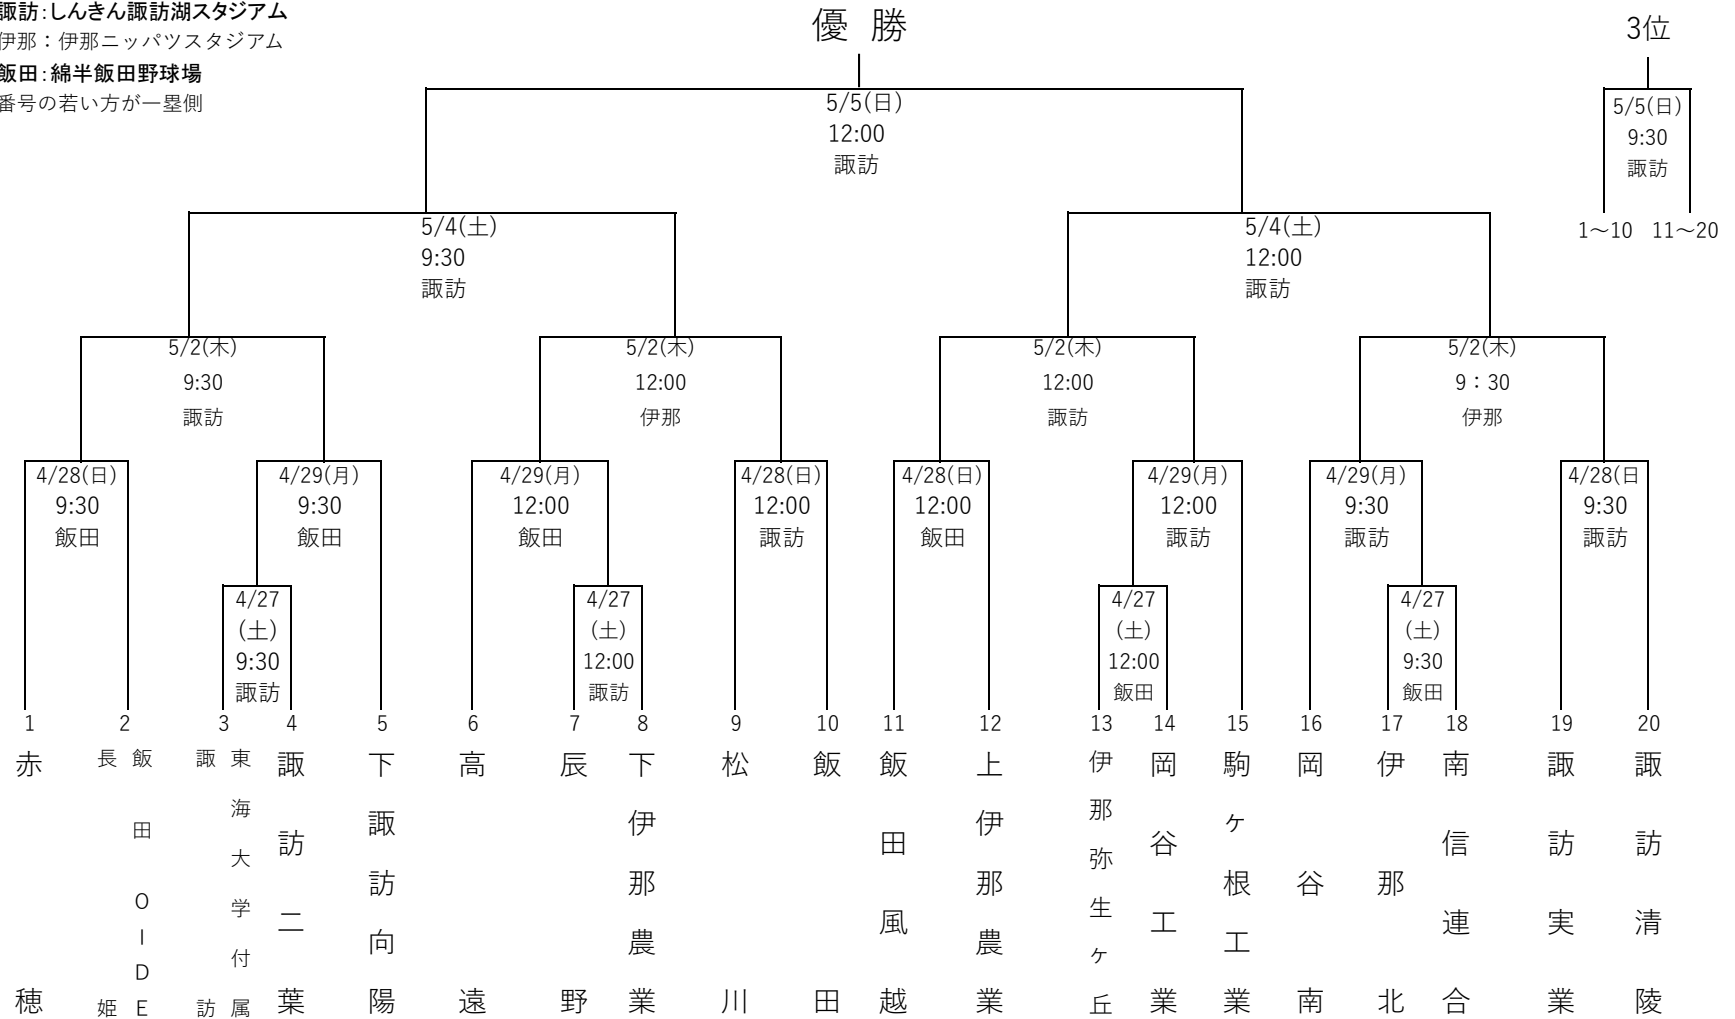 諏訪：しんきん諏訪湖スタジアム
伊那：伊那ニッパツスタジアム
飯田：綿半飯田野球場
番号の若い方が一塁側
優 勝
3位
5/5(日)
12:00
諏訪
5/5(日)
9:30
諏訪
1～10 11～20
5/4(土)
9:30
諏訪
5/4(土)
12:00
諏訪
5/2(木)
9:30
諏訪
5/2(木)
12:00
伊那
5/2(木)
12:00
諏訪
5/2(木)
9：30
伊那
4/28(日)
9:30
飯田
4/29(月)
9:30
飯田
4/29(月)
12:00
飯田
4/28(日)
12:00
諏訪
4/28(日)
12:00
飯田
4/29(月)
12:00
諏訪
4/29(月)
9:30
諏訪
4/28(日
9:30
諏訪
4/27
(土)
9:30
諏訪
4/27
(土)
12:00
諏訪
4/27
(土)
12:00
飯田
4/27
(土)
9:30
飯田
1
赤穂
2
飯田OIDE
長姫
3
東海大学付属
諏訪
4
諏訪二葉
5
下諏訪向陽
6
高遠
7
辰野
8
下伊那農業
9
松川
10
飯田
11
飯田風越
12
上伊那農業
13
伊那弥生ヶ丘
14
岡谷工業
15
駒ケ根工業
16
岡谷南
17
伊那北
18
南信連合
19
諏訪実業
20
諏訪清陵